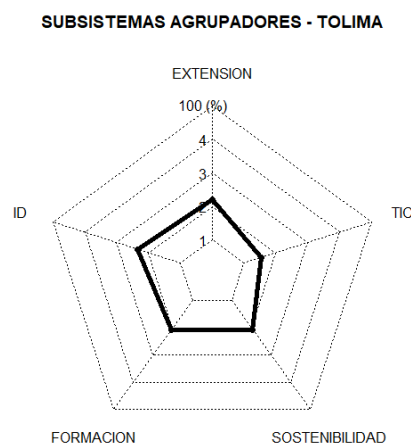 SUBSISTEMAS AGRUPADORES - TOLIMA
EXTENSION
100 (%)
4
3
2
1
ID
TIC
FORMACION
SOSTENIBILIDAD